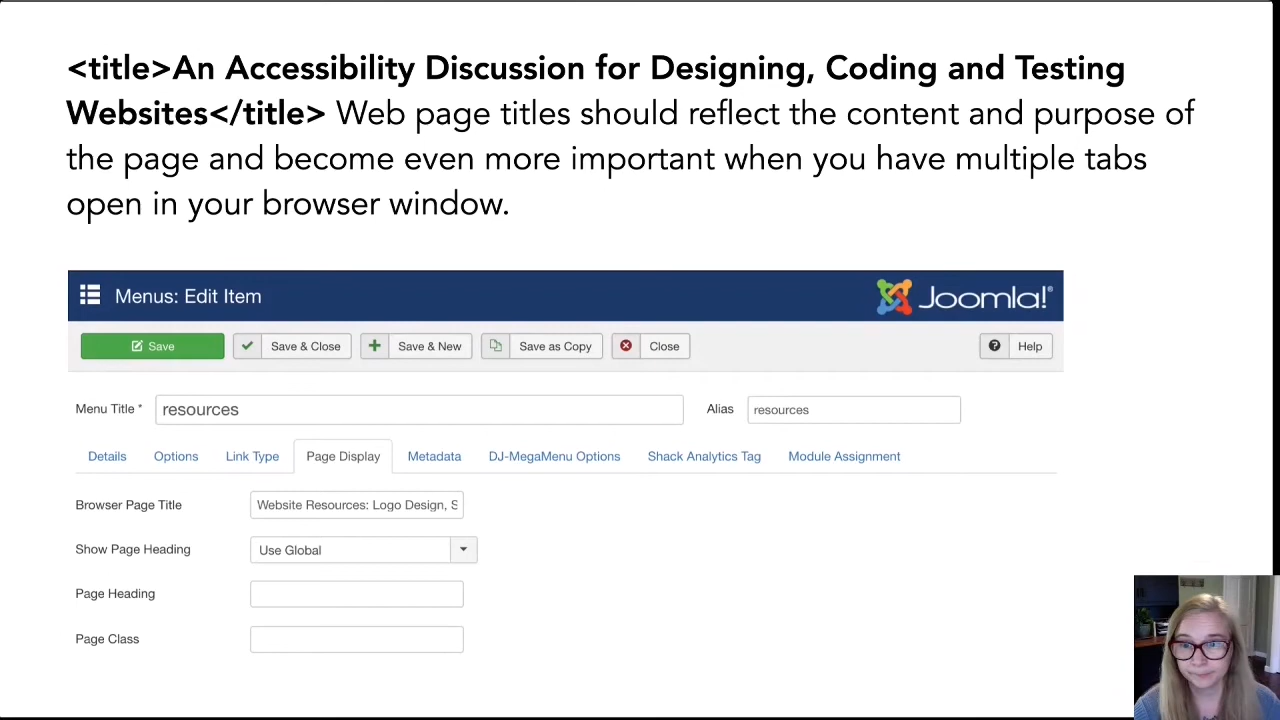 <title>An Accessibility Discussion for Designing, Coding and Testing
Websites</title> Web page titles should reflect the content and purpose of
the page and become even more important when you have multiple tabs
open in your browser window.
Menus: Edit Item
Joomla!®
Save
Save & Close
Save & New
Save as Copy
Close
Help
Menu Title *
resources
Alias
resources
Details
Options
Link Type
Page Display
Metadata
DJ-MegaMenu Options
Shack Analytics Tag
Module Assignment
Browser Page Title
Website Resources: Logo Design, S
Show Page Heading
Use Global
Page Heading
Page Class